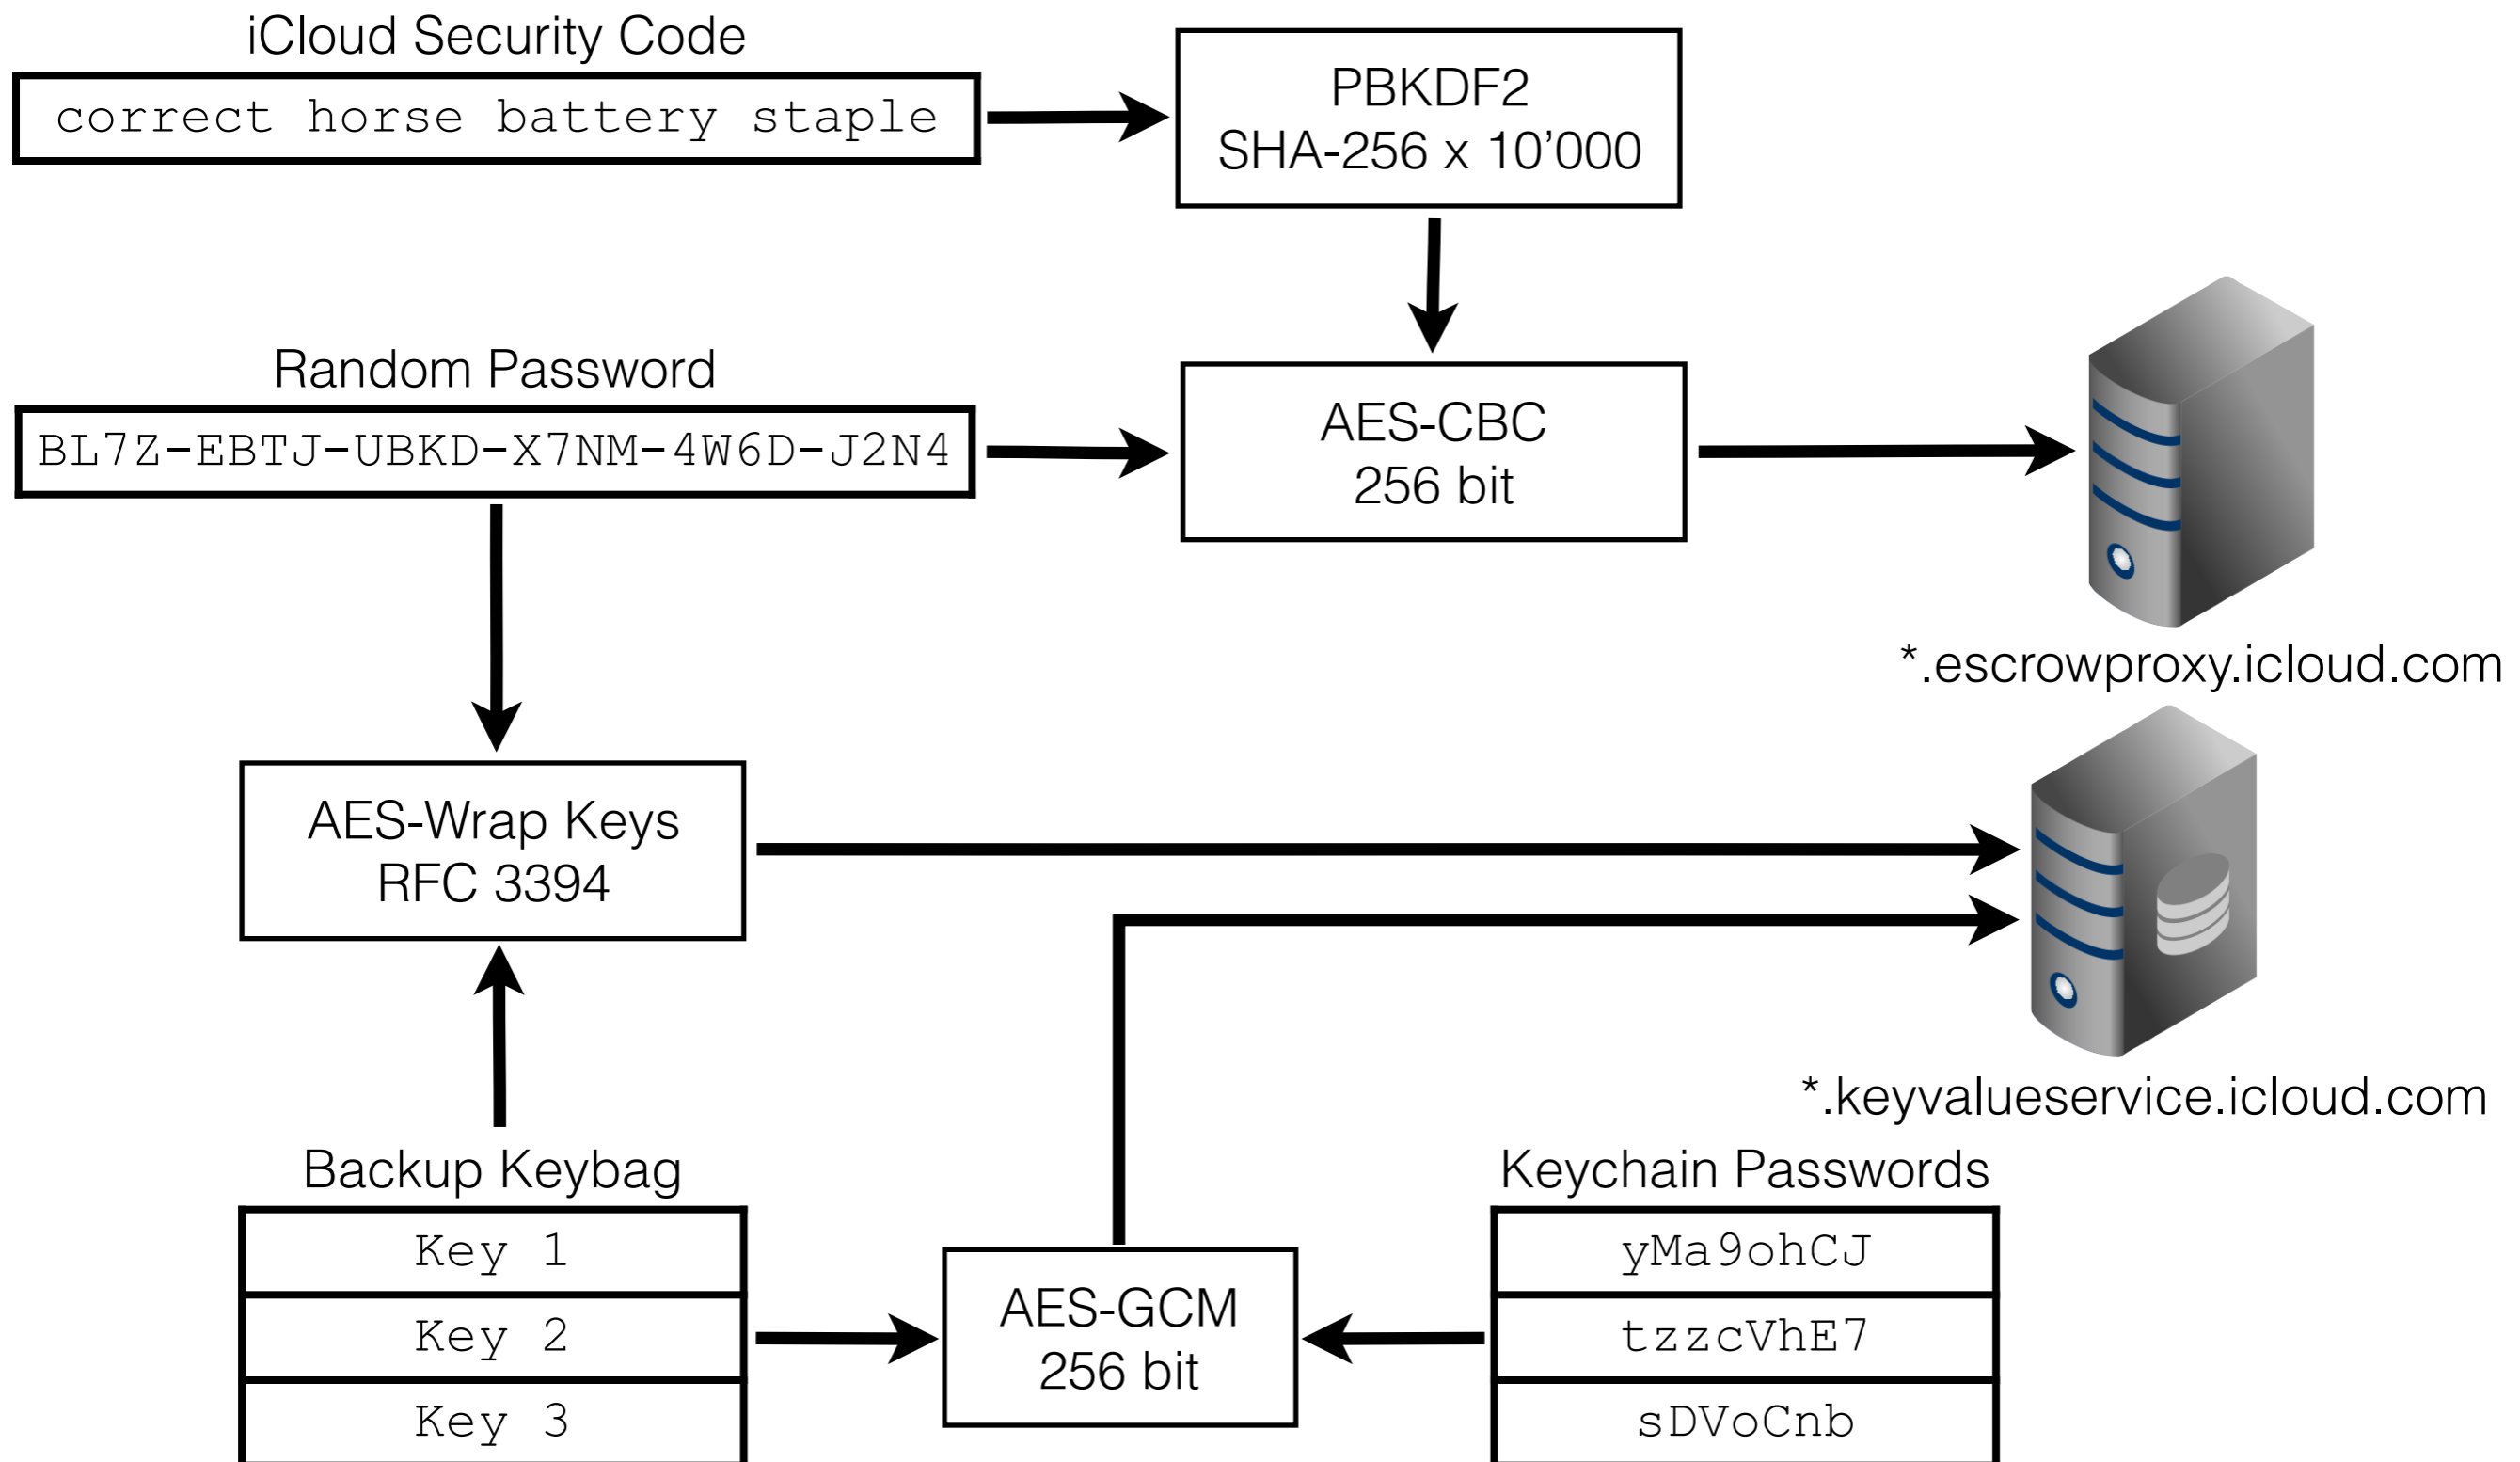 iCloud Security Code
correct horse battery staple
PBKDF2
SHA-256 x 10’000
Random Password
BL7Z-EBTJ-UBKD-X7NM-4W6D-J2N4
AES-CBC
256 bit
*.escrowproxy.icloud.com
AES-Wrap Keys
RFC 3394
*.keyvalueservice.icloud.com
Backup Keybag
Key 1
Key 2
Key 3
AES-GCM
256 bit
Keychain Passwords
yMa9ohCJ
tzzcVhE7
sDVoCnb